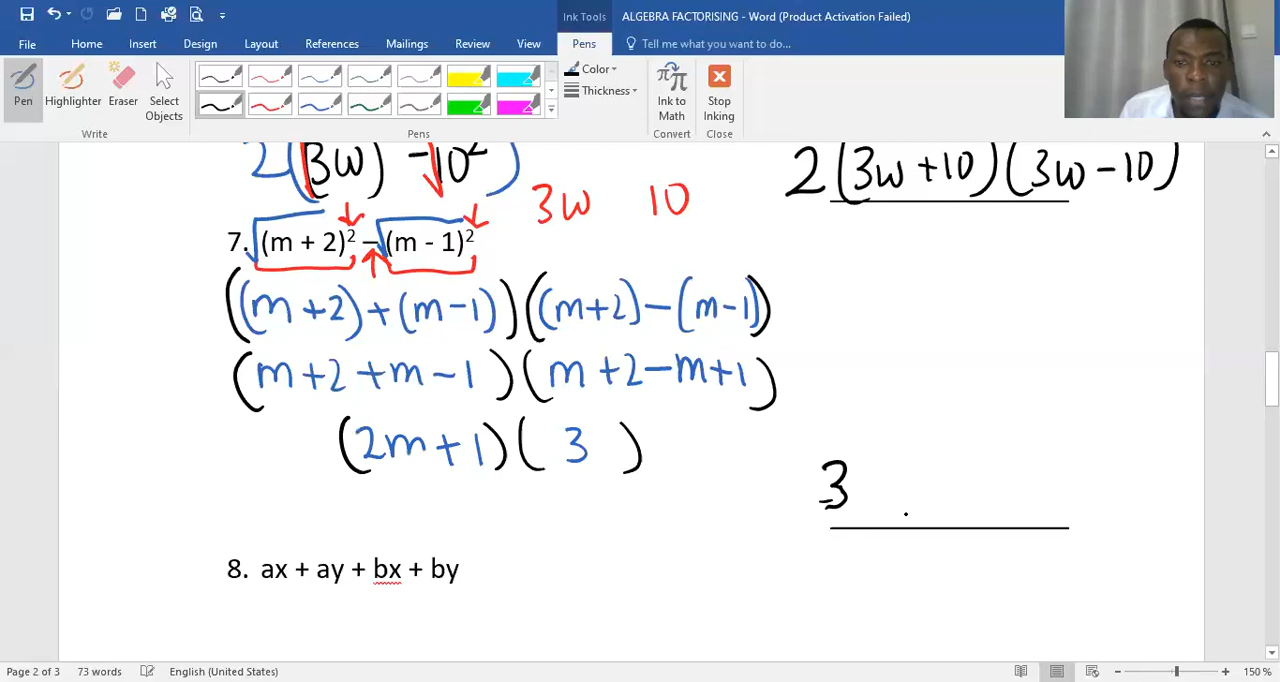 ALGEBRA FACTORISING - Word (Product Activation Failed)
Ink Tools
File Home Insert Design Layout References Mailings Review View Pens Tell me what you want to do...
Pen Highlighter Eraser Select Objects
Color
Thickness
Ink to Math
Stop Inking
Write Pens Convert Close
2(3w) - 10²)
2(3w+10)(3w-10)
3w 10
7. (m + 2)² – (m - 1)²
((m+2)+(m-1))((m+2)-(m-1))
(m+2+m-1)(m+2-m+1)
(2m+1)(3)
3
8. ax + ay + bx + by
Page 2 of 3 73 words English (United States) 150 %